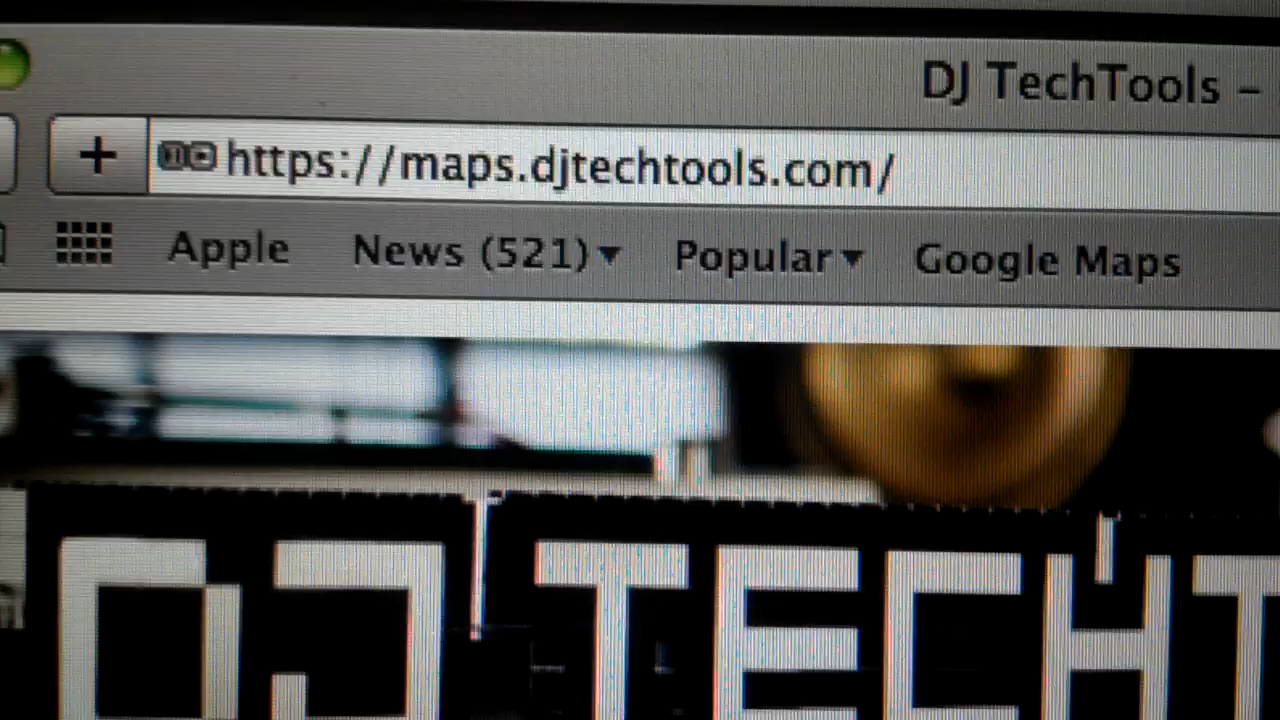 DJ TechTools –
+ https://maps.djtechtools.com/
Apple News (521)▼ Popular▼ Google Maps
DJ TECHT